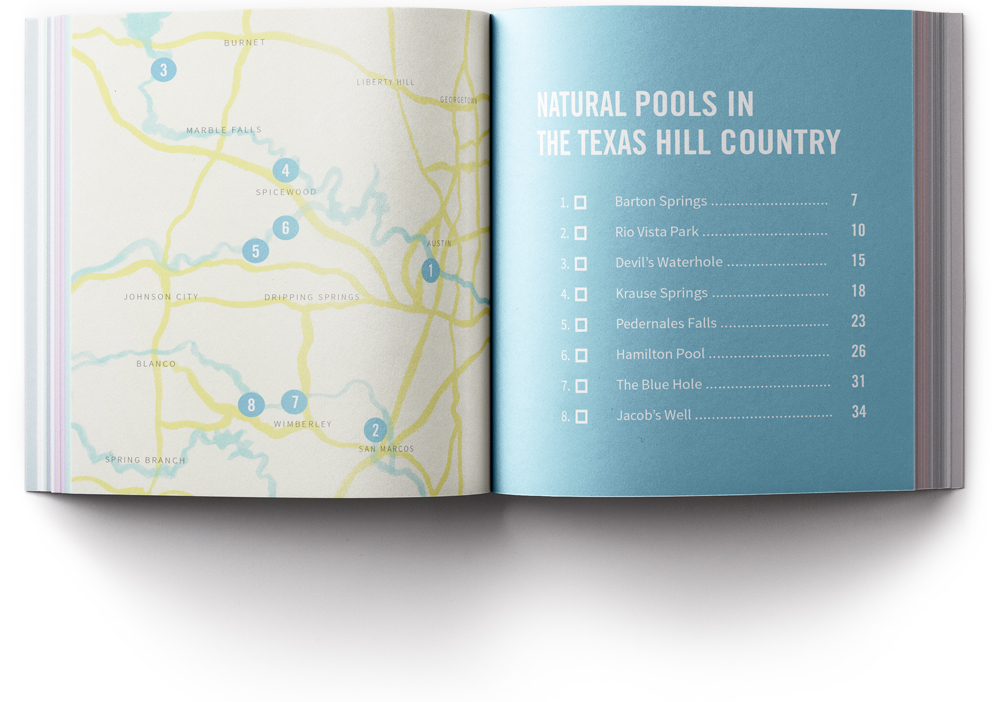 BURNET
3
LIBERTY HILL
GEORGETOWN
MARBLE FALLS
4
SPICEWOOD
6
AUSTIN
5
1
JOHNSON CITY
DRIPPING SPRINGS
BLANCO
8
7
WIMBERLEY
2
SAN MARCOS
SPRING BRANCH
NATURAL POOLS IN
THE TEXAS HILL COUNTRY
1. Barton Springs ............................. 7
2. Rio Vista Park ............................... 10
3. Devil's Waterhole ......................... 15
4. Krause Springs ............................. 18
5. Pedernales Falls ........................... 23
6. Hamilton Pool .............................. 26
7. The Blue Hole ............................... 31
8. Jacob's Well .................................. 34